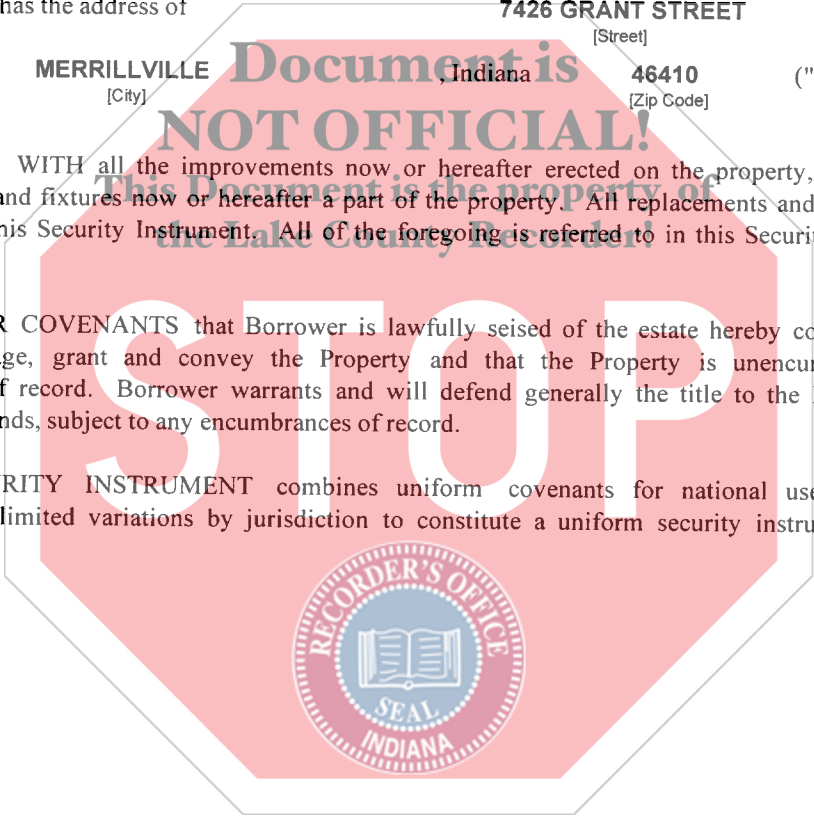 has the address of 7426 GRANT STREET
[Street]
MERRILLVILLE , Indiana 46410 ("
[City] [Zip Code]
Document is
NOT OFFICIAL!
This Document is the property of
the Lake County Recorder!
WITH all the improvements now or hereafter erected on the property,
and fixtures now or hereafter a part of the property. All replacements and
his Security Instrument. All of the foregoing is referred to in this Securi
R COVENANTS that Borrower is lawfully seised of the estate hereby co
ge, grant and convey the Property and that the Property is unencu
f record. Borrower warrants and will defend generally the title to the
nds, subject to any encumbrances of record.
STOP
RITY INSTRUMENT combines uniform covenants for national use
limited variations by jurisdiction to constitute a uniform security instru
RECORDER'S OFFICE
SEAL
INDIANA